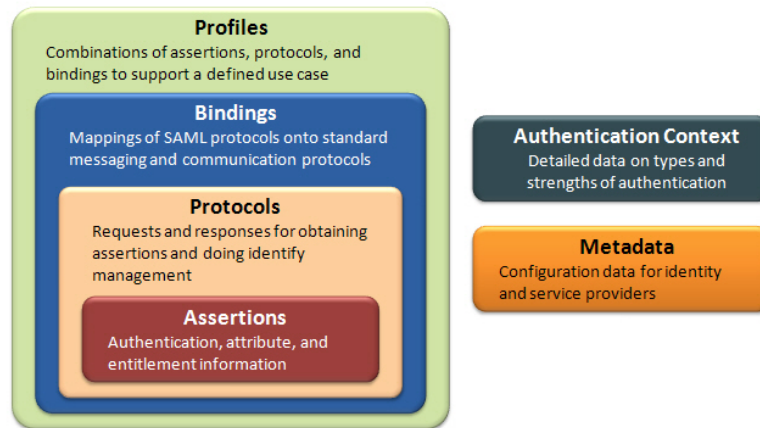 Profiles
Combinations of assertions, protocols, and
bindings to support a defined use case
Bindings
Mappings of SAML protocols onto standard
messaging and communication protocols
Protocols
Requests and responses for obtaining
assertions and doing identify
management
Assertions
Authentication, attribute, and
entitlement information
Authentication Context
Detailed data on types and
strengths of authentication
Metadata
Configuration data for identity
and service providers